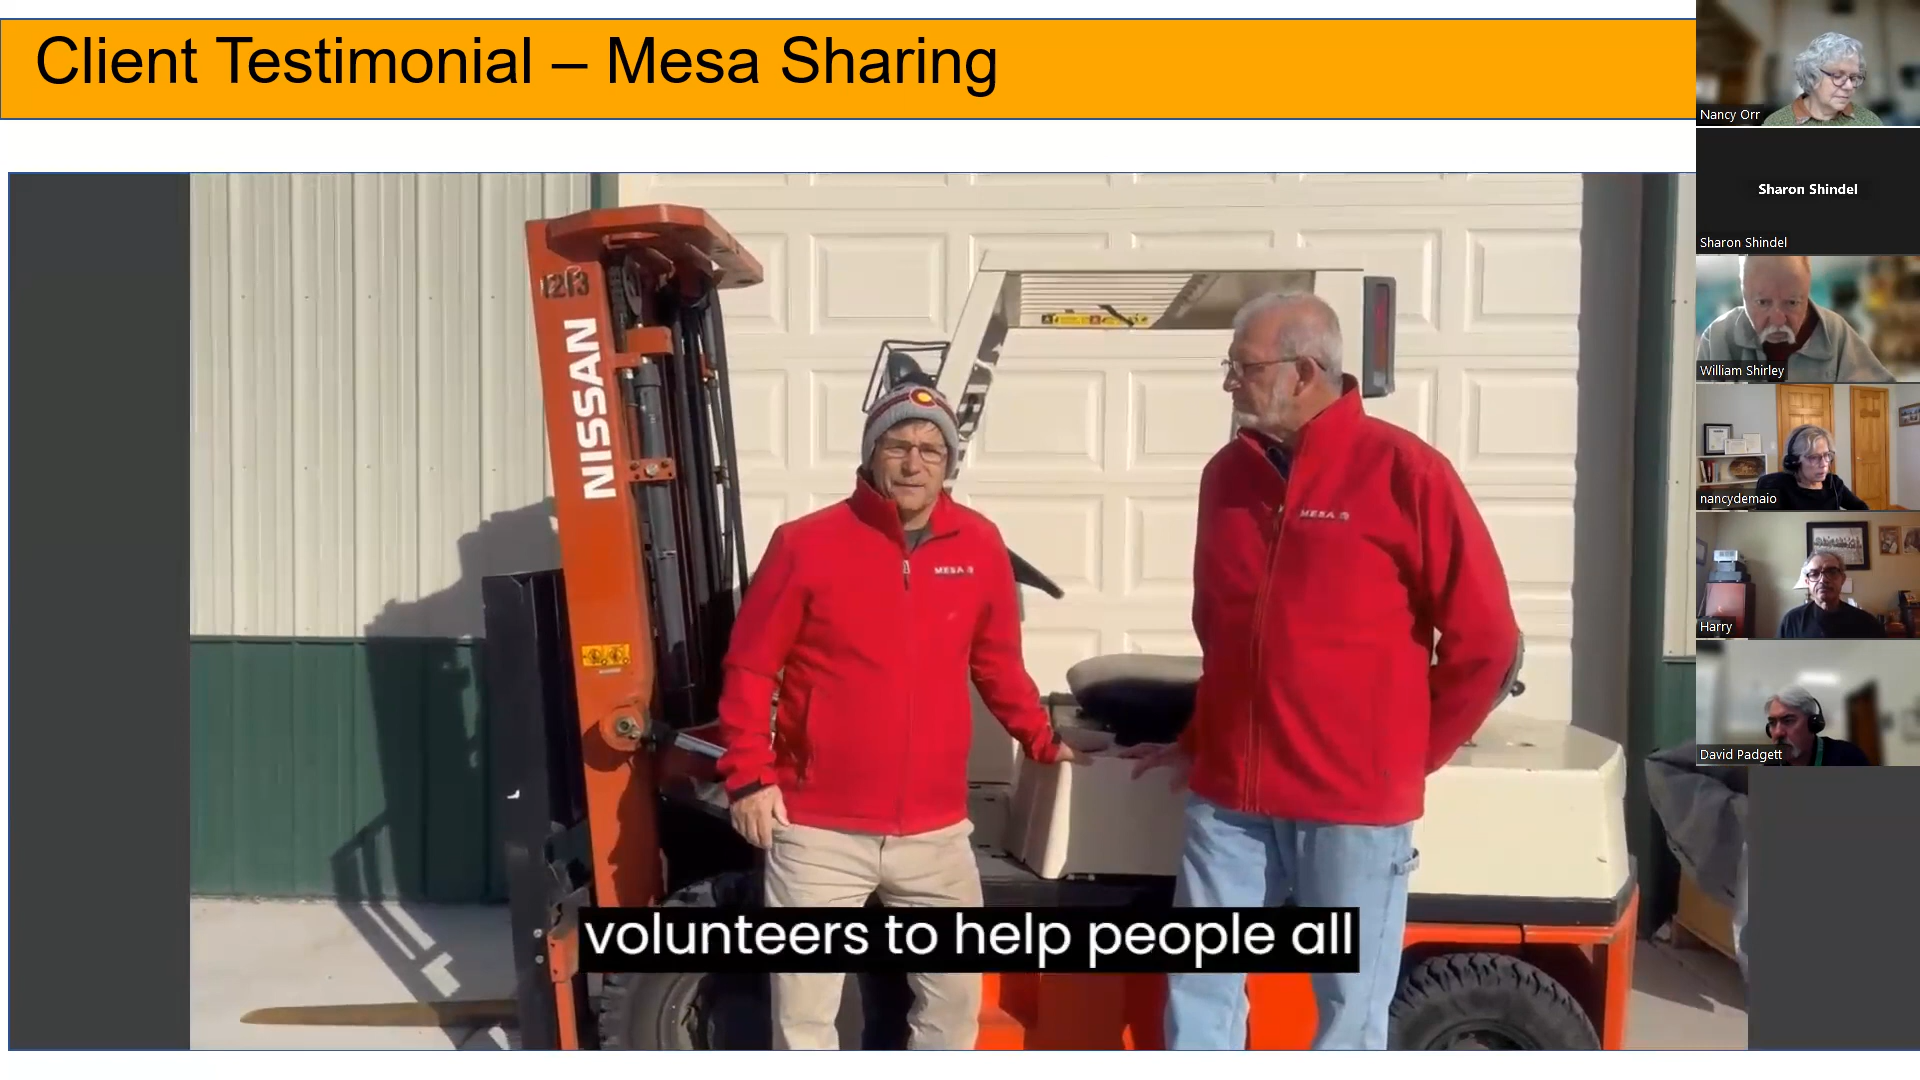 Client Testimonial – Mesa Sharing
1213
NISSAN
MESA
MESA
volunteers to help people all
Nancy Orr
Sharon Shindel
Sharon Shindel
William Shirley
nancydemaio
Harry
David Padgett